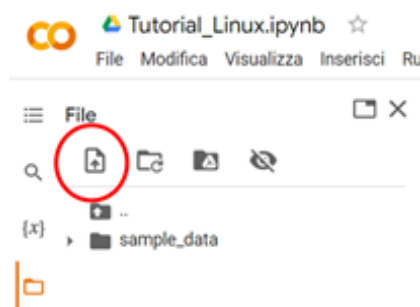 CO
Tutorial_Linux.ipynb
File Modifica Visualizza Inserisci Ru
File
..
{x}
sample_data